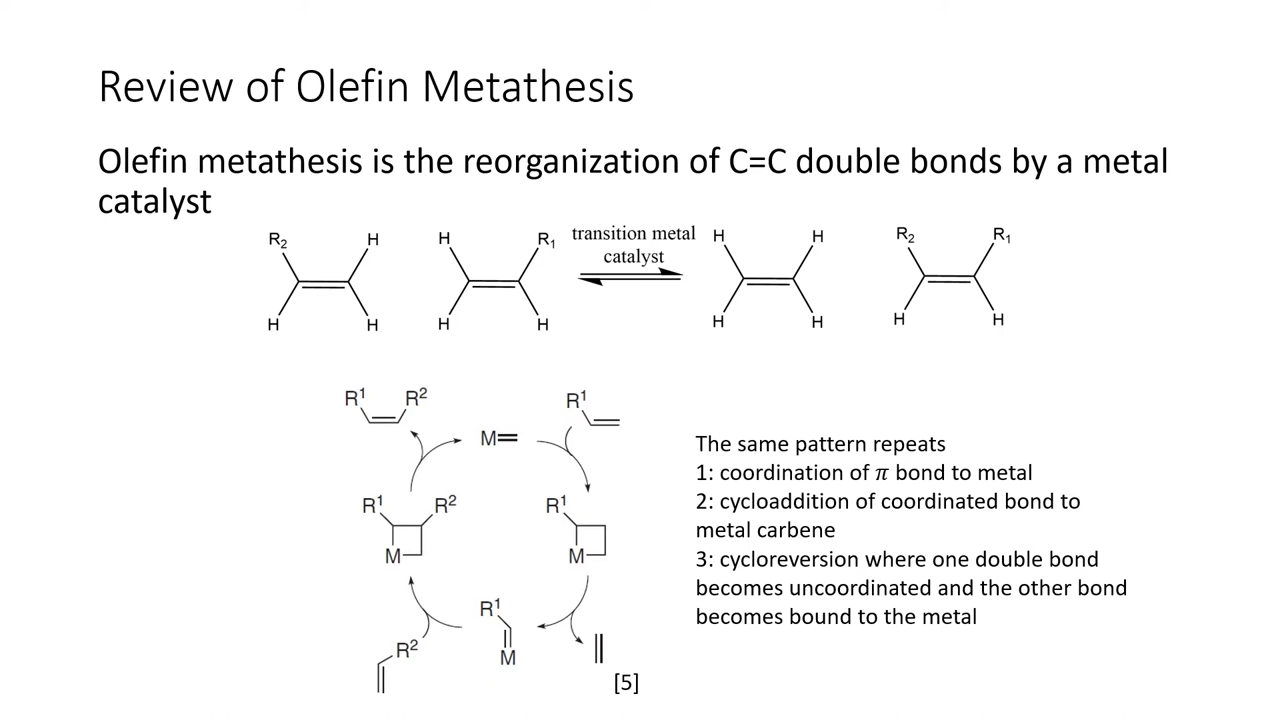 Review of Olefin Metathesis
Olefin metathesis is the reorganization of C=C double bonds by a metal
catalyst
R₂ H H R₁ transition metal H H R₂ R₁
catalyst
H H H H H H H H
R¹ R² M R¹
R¹ R² R¹
M M
R¹
R² M
[5]
The same pattern repeats
1: coordination of π bond to metal
2: cycloaddition of coordinated bond to
metal carbene
3: cycloreversion where one double bond
becomes uncoordinated and the other bond
becomes bound to the metal